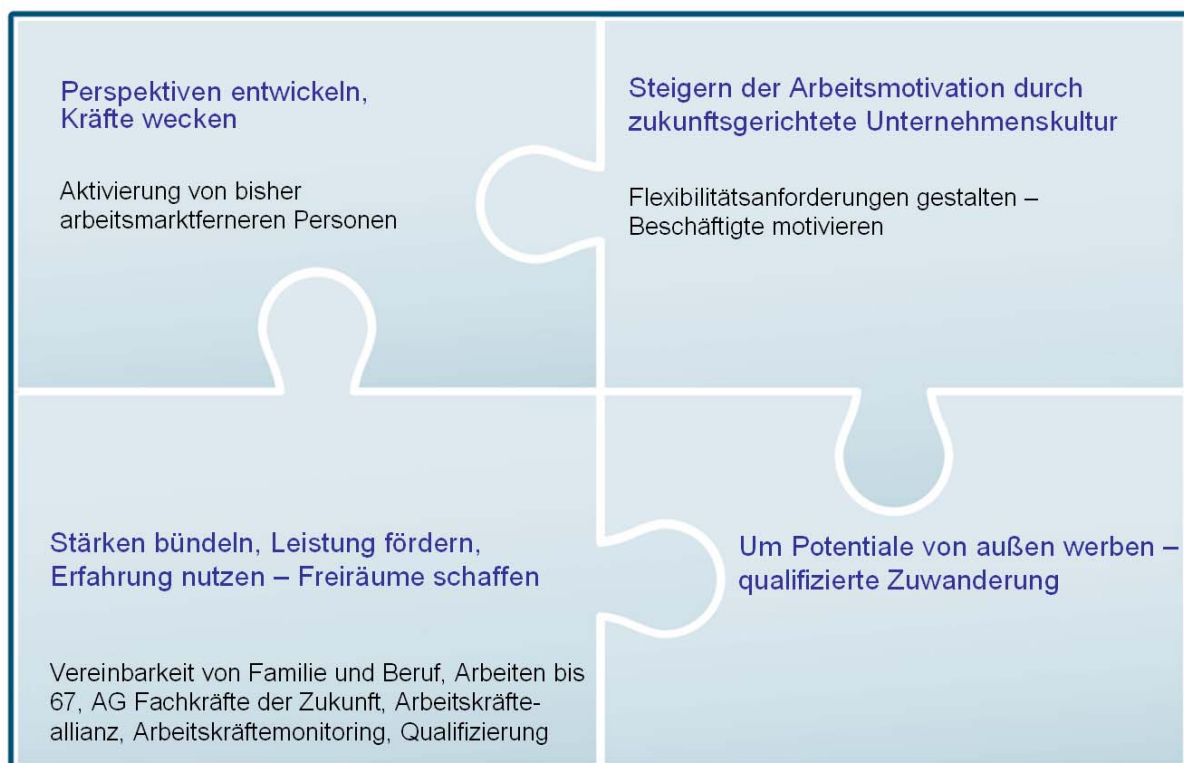 Perspektiven entwickeln,
Kräfte wecken
Aktivierung von bisher
arbeitsmarktferneren Personen
Steigern der Arbeitsmotivation durch
zukunftsgerichtete Unternehmenskultur
Flexibilitätsanforderungen gestalten –
Beschäftigte motivieren
Stärken bündeln, Leistung fördern,
Erfahrung nutzen – Freiräume schaffen
Vereinbarkeit von Familie und Beruf, Arbeiten bis
67, AG Fachkräfte der Zukunft, Arbeitskräfte-
allianz, Arbeitskräftemonitoring, Qualifizierung
Um Potentiale von außen werben –
qualifizierte Zuwanderung